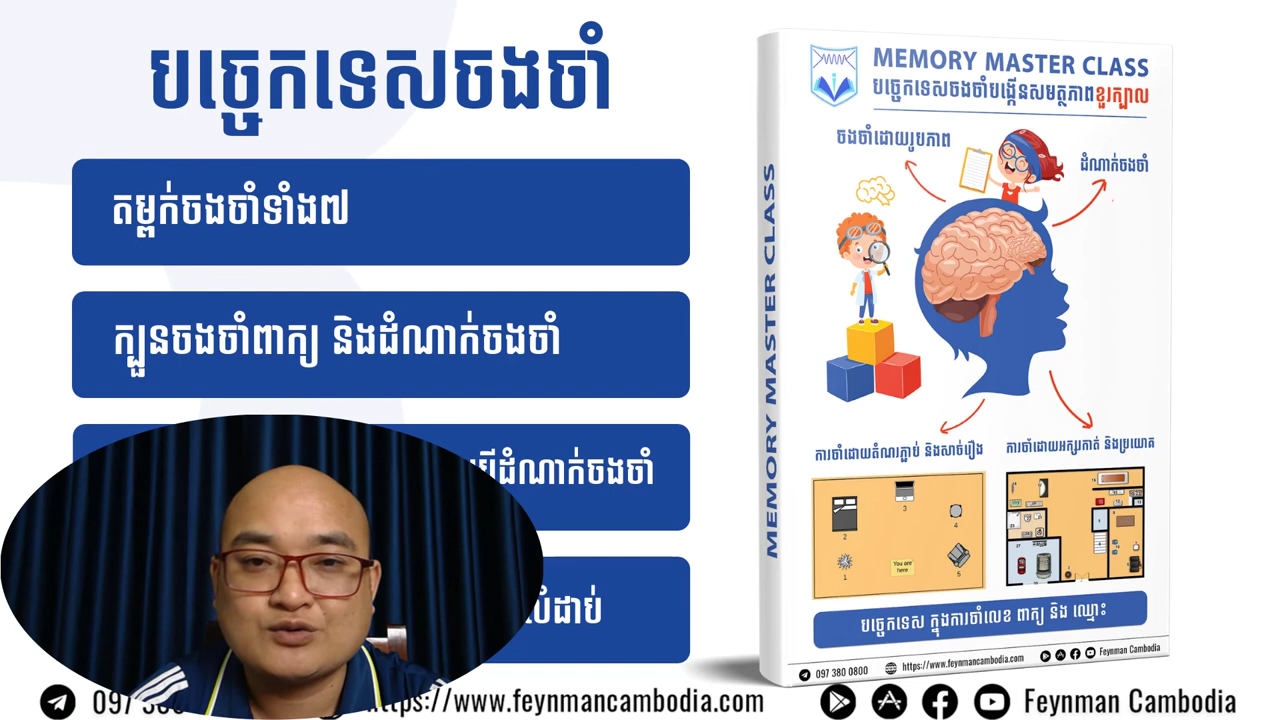 បច្ចេកទេសចងចាំ
តម្ពក់ចងចាំទាំង៧
ក្បួនចងចាំពាក្យ និងដំណាក់ចងចាំ
ដំណាក់ចងចាំ
លំដាប់
097
https://www.feynmancambodia.com
Feynman Cambodia
MEMORY MASTER CLASS
MEMORY MASTER CLASS
បច្ចេកទេសចងចាំបង្កើនសមត្ថភាពខួរក្បាល
ចងចាំដោយរូបភាព
ដំណាក់ចងចាំ
ការចាំដោយតំណរភ្ជាប់ និងសាច់រឿង
ការចាំដោយអក្សរកាត់ និងប្រយោគ
1
2
3
4
5
You are
here
បច្ចេកទេស ក្នុងការចាំលេខ ពាក្យ និង ឈ្មោះ
097 380 0800
https://www.feynmancambodia.com
Feynman Cambodia